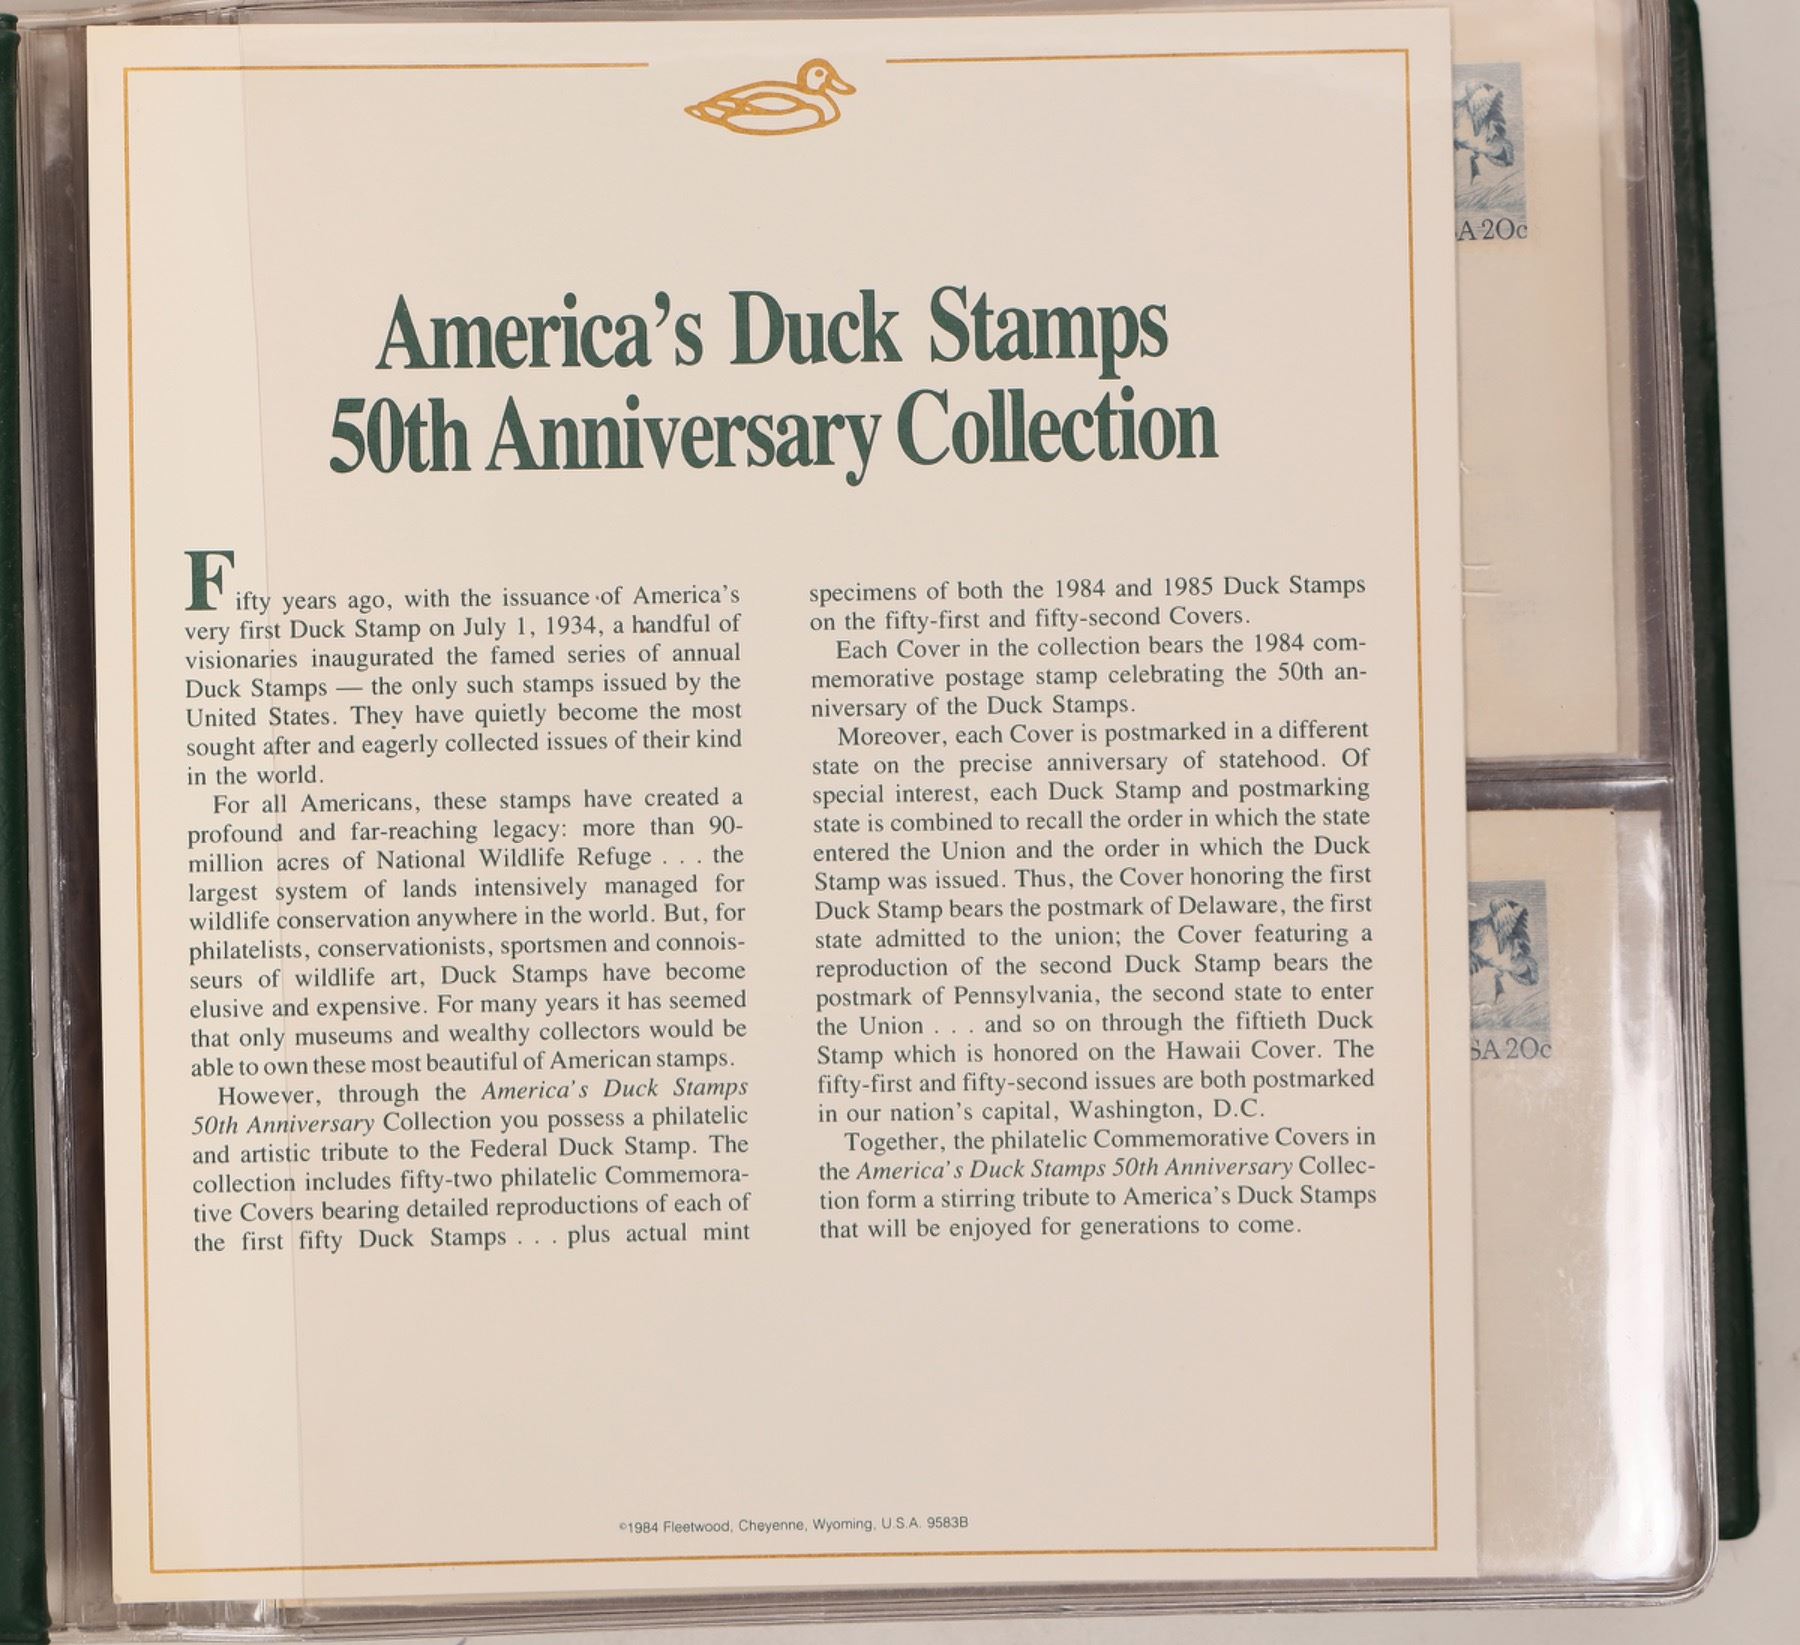 America's Duck Stamps
50th Anniversary Collection
Fifty years ago, with the issuance of America's
very first Duck Stamp on July 1, 1934, a handful of
visionaries inaugurated the famed series of annual
Duck Stamps — the only such stamps issued by the
United States. They have quietly become the most
sought after and eagerly collected issues of their kind
in the world.
For all Americans, these stamps have created a
profound and far-reaching legacy: more than 90-
million acres of National Wildlife Refuge . . . the
largest system of lands intensively managed for
wildlife conservation anywhere in the world. But, for
philatelists, conservationists, sportsmen and connois-
seurs of wildlife art, Duck Stamps have become
elusive and expensive. For many years it has seemed
that only museums and wealthy collectors would be
able to own these most beautiful of American stamps.
However, through the America's Duck Stamps
50th Anniversary Collection you possess a philatelic
and artistic tribute to the Federal Duck Stamp. The
collection includes fifty-two philatelic Commemora-
tive Covers bearing detailed reproductions of each of
the first fifty Duck Stamps . . . plus actual mint
specimens of both the 1984 and 1985 Duck Stamps
on the fifty-first and fifty-second Covers.
Each Cover in the collection bears the 1984 com-
memorative postage stamp celebrating the 50th an-
niversary of the Duck Stamps.
Moreover, each Cover is postmarked in a different
state on the precise anniversary of statehood. Of
special interest, each Duck Stamp and postmarking
state is combined to recall the order in which the state
entered the Union and the order in which the Duck
Stamp was issued. Thus, the Cover honoring the first
Duck Stamp bears the postmark of Delaware, the first
state admitted to the union; the Cover featuring a
reproduction of the second Duck Stamp bears the
postmark of Pennsylvania, the second state to enter
the Union . . . and so on through the fiftieth Duck
Stamp which is honored on the Hawaii Cover. The
fifty-first and fifty-second issues are both postmarked
in our nation's capital, Washington, D.C.
Together, the philatelic Commemorative Covers in
the America's Duck Stamps 50th Anniversary Collec-
tion form a stirring tribute to America's Duck Stamps
that will be enjoyed for generations to come.
©1984 Fleetwood, Cheyenne, Wyoming, U.S.A. 9583B
A 20c
SA 20c